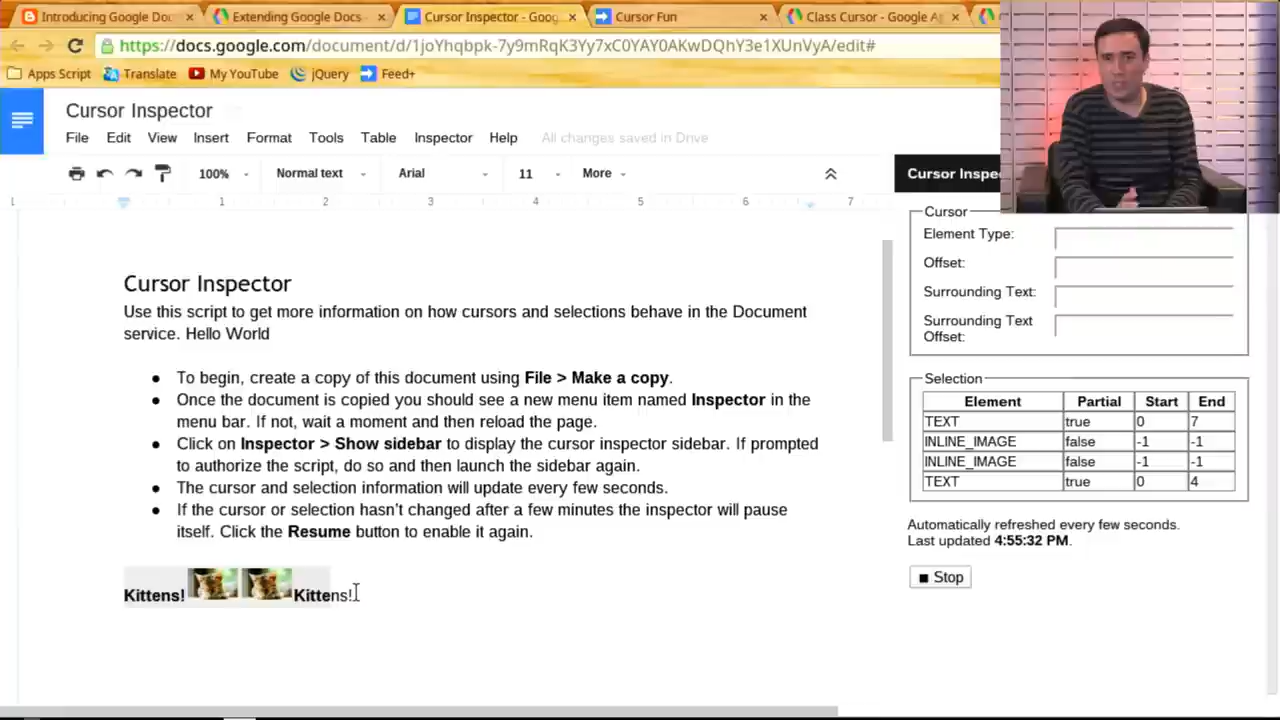 Introducing Google Do
Extending Google Docs
Cursor Inspector - Goog
Cursor Fun
Class Cursor - Google A
https://docs.google.com/document/d/1joYhqbpk-7y9mRqK3Yy7xC0YAY0AKwDQhY3e1XUnVyA/edit#
Apps Script
Translate
My YouTube
jQuery
Feed+
Cursor Inspector
File Edit View Insert Format Tools Table Inspector Help All changes saved in Drive
100% Normal text Arial 11 More
1 2 3 4 5 6 7
Cursor Inspector
Use this script to get more information on how cursors and selections behave in the Document
service. Hello World
● To begin, create a copy of this document using File > Make a copy.
● Once the document is copied you should see a new menu item named Inspector in the
menu bar. If not, wait a moment and then reload the page.
● Click on Inspector > Show sidebar to display the cursor inspector sidebar. If prompted
to authorize the script, do so and then launch the sidebar again.
● The cursor and selection information will update every few seconds.
● If the cursor or selection hasn't changed after a few minutes the inspector will pause
itself. Click the Resume button to enable it again.
Kittens! Kittens!
Cursor Inspe
Cursor
Element Type:
Offset:
Surrounding Text:
Surrounding Text
Offset:
Selection
Element Partial Start End
TEXT true 0 7
INLINE_IMAGE false -1 -1
INLINE_IMAGE false -1 -1
TEXT true 0 4
Automatically refreshed every few seconds.
Last updated 4:55:32 PM.
Stop